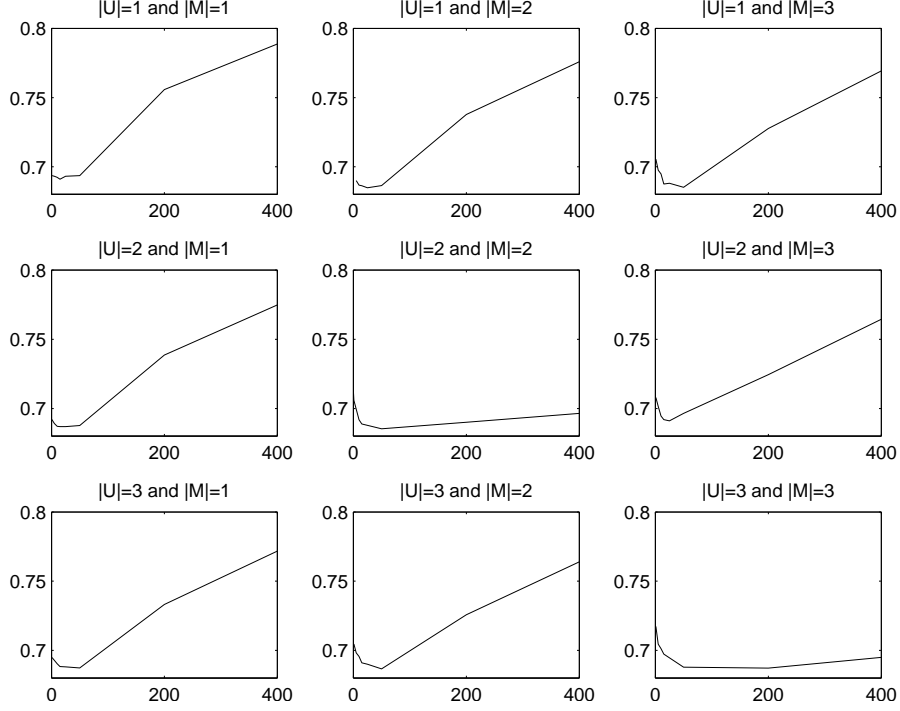 |U|=1 and |M|=1
|U|=1 and |M|=2
|U|=1 and |M|=3
0.8
0.75
0.7
0 200 400
0.8
0.75
0.7
0 200 400
0.8
0.75
0.7
0 200 400
|U|=2 and |M|=1
|U|=2 and |M|=2
|U|=2 and |M|=3
0.8
0.75
0.7
0 200 400
0.8
0.75
0.7
0 200 400
0.8
0.75
0.7
0 200 400
|U|=3 and |M|=1
|U|=3 and |M|=2
|U|=3 and |M|=3
0.8
0.75
0.7
0 200 400
0.8
0.75
0.7
0 200 400
0.8
0.75
0.7
0 200 400